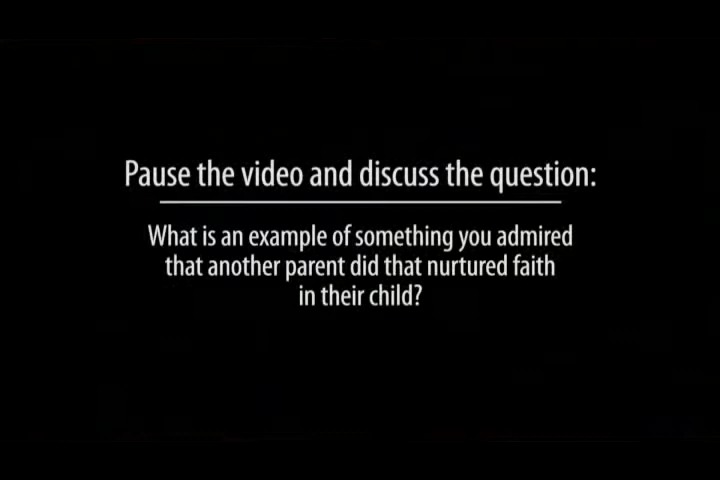 Pause the video and discuss the question:
What is an example of something you admired
that another parent did that nurtured faith
in their child?